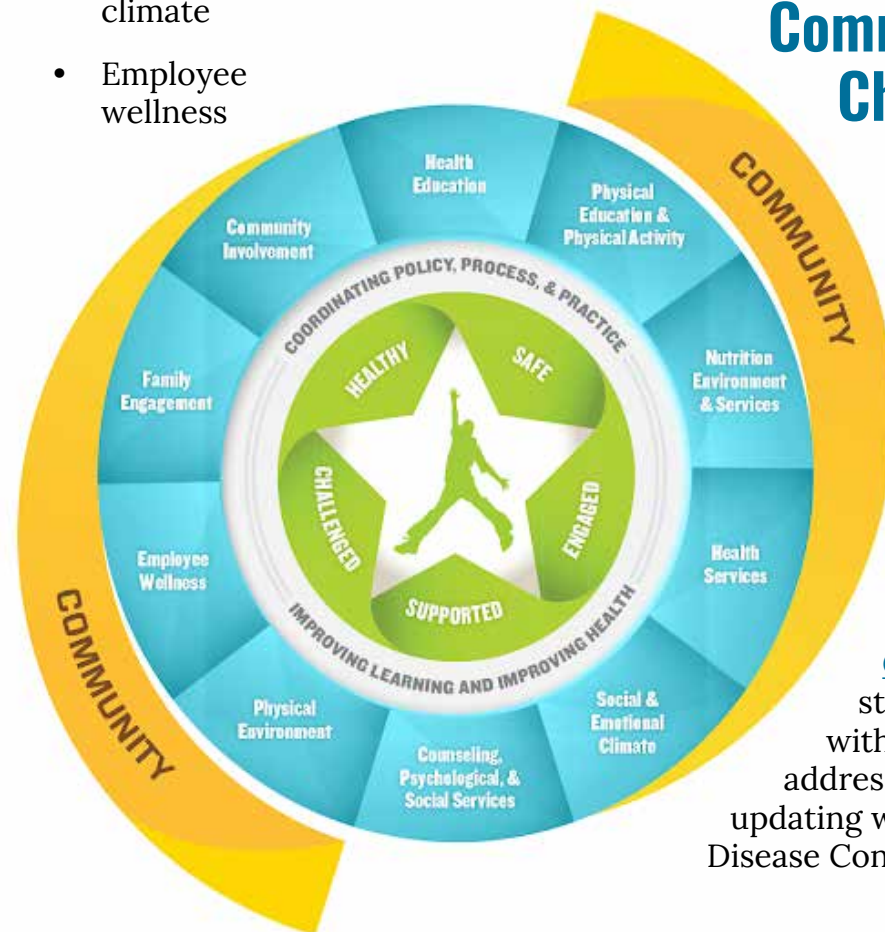 climate
• Employee
wellness
Comm
Ch
COMMUNITY
Health
Education
Physical
Education &
Physical Activity
Nutrition
Environment
& Services
Health
Services
Social &
Emotional
Climate
Counseling,
Psychological, &
Social Services
Physical
Environment
Employee
Wellness
Family
Engagement
Community
Involvement
COORDINATING POLICY, PROCESS, & PRACTICE
IMPROVING LEARNING AND IMPROVING HEALTH
HEALTHY
SAFE
ENGAGED
SUPPORTED
CHALLENGED
COMMUNITY
st
with
addres
updating w
Disease Con